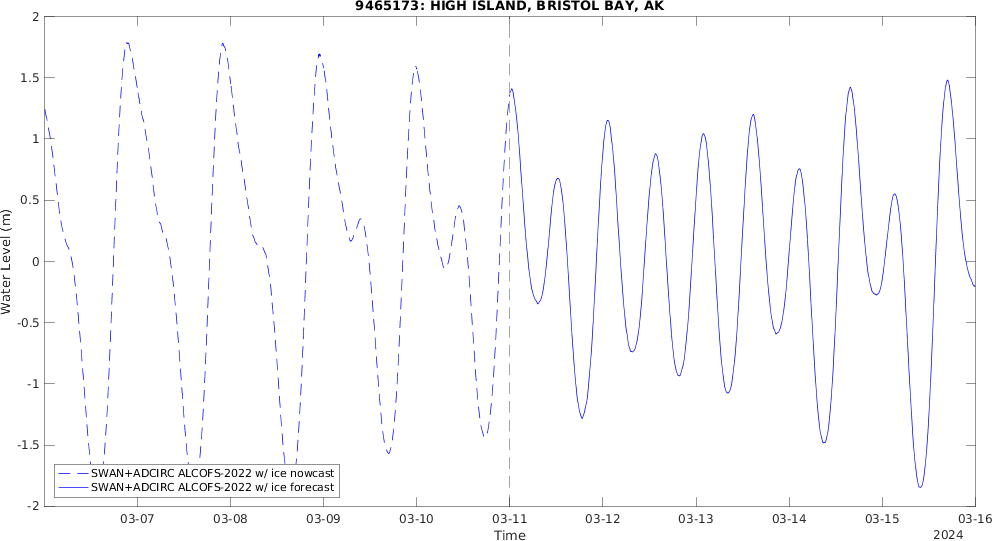 9465173: HIGH ISLAND, BRISTOL BAY, AK
Water Level (m)
2
1.5
1
0.5
0
-0.5
-1
-1.5
-2
SWAN+ADCIRC ALCOFS-2022 w/ ice nowcast
SWAN+ADCIRC ALCOFS-2022 w/ ice forecast
03-07 03-08 03-09 03-10 03-11 03-12 03-13 03-14 03-15 03-16
Time
2024